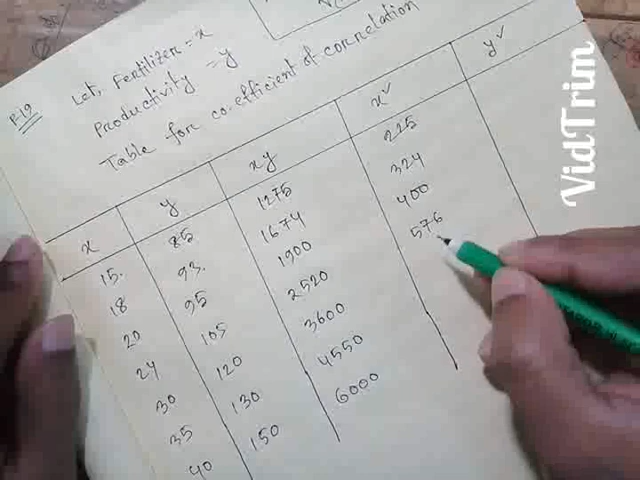 F-19
Let, Fertilizer = x
Productivity = y
Table for co-efficient of correlation
x y xy x² y²
15. 85 1275 225
18 93. 1674 324
20 95 1900 400
24 105 2520 576
30 120 3600
35 130 4550
40 150 6000
VidTrim